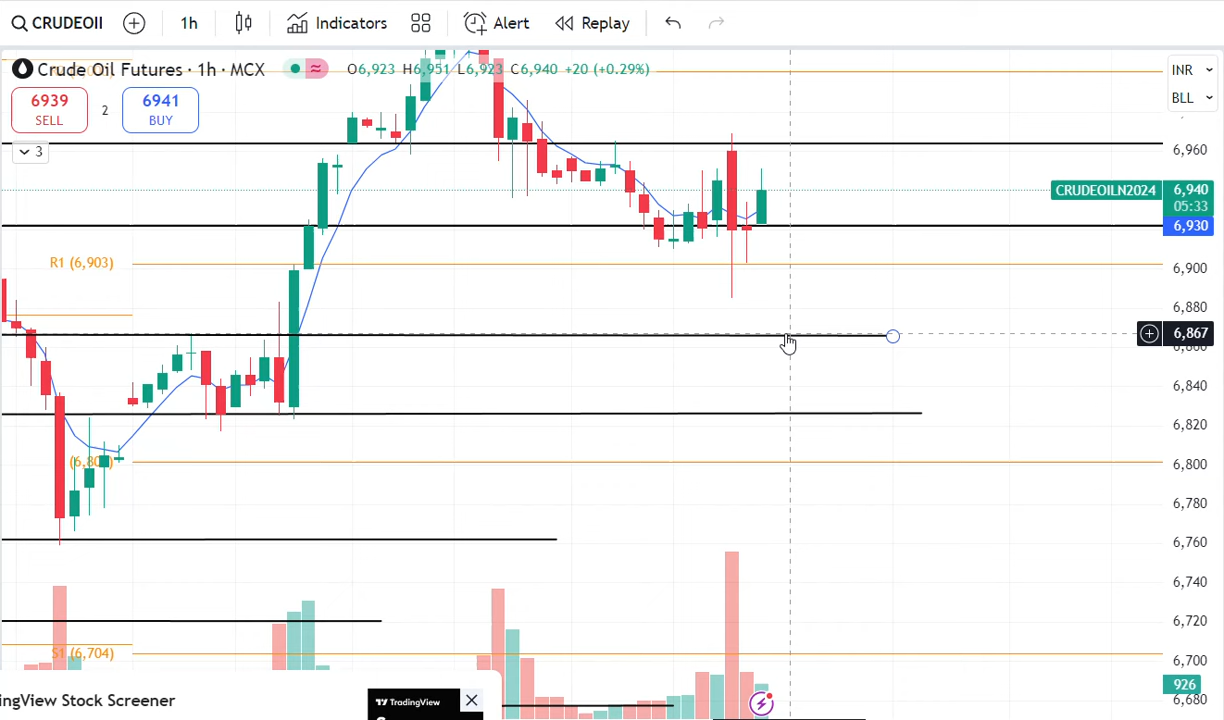 CRUDEOII
1h
Indicators
Alert
Replay
Crude Oil Futures · 1h · MCX
O6,923 H6,951 L6,923 C6,940 +20 (+0.29%)
INR
BLL
6939
SELL
2
6941
BUY
3
6,960
CRUDEOILN2024
6,940
05:33
6,930
R1 (6,903)
6,900
6,880
6,867
6,840
6,820
6,800
6,780
6,760
6,740
6,720
S1 (6,704)
6,700
926
6,680
ingView Stock Screener
TradingView